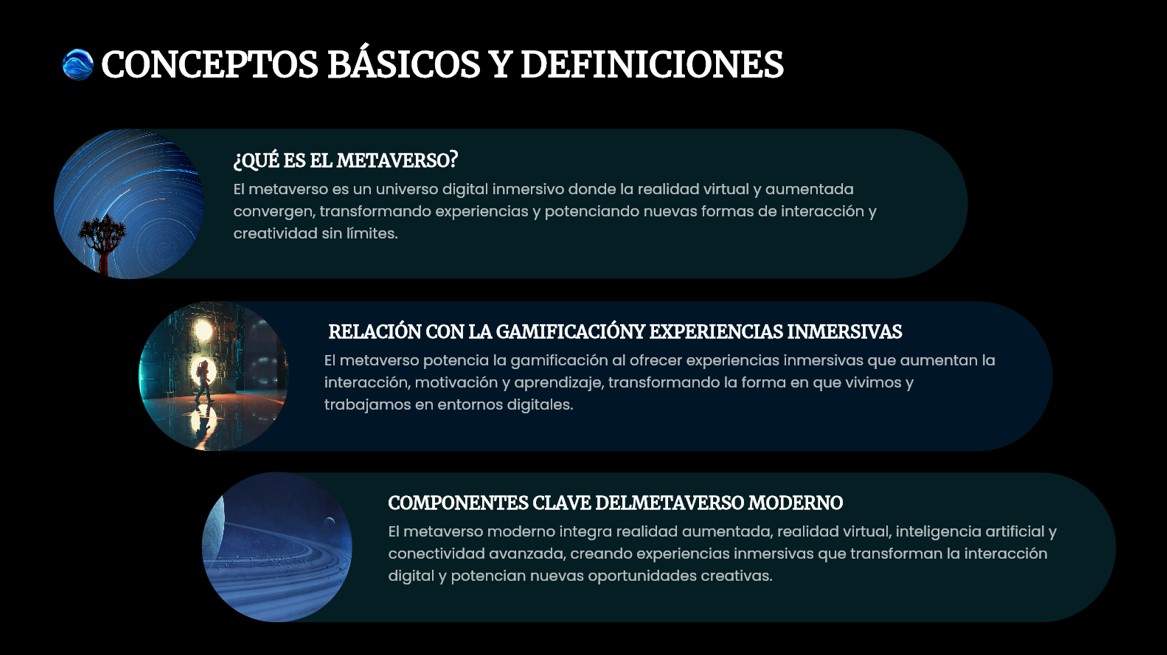 CONCEPTOS BÁSICOS Y DEFINICIONES
¿QUÉ ES EL METAVERSO?
El metaverso es un universo digital inmersivo donde la realidad virtual y aumentada
convergen, transformando experiencias y potenciando nuevas formas de interacción y
creatividad sin límites.
RELACIÓN CON LA GAMIFICACIÓNY EXPERIENCIAS INMERSIVAS
El metaverso potencia la gamificación al ofrecer experiencias inmersivas que aumentan la
interacción, motivación y aprendizaje, transformando la forma en que vivimos y
trabajamos en entornos digitales.
COMPONENTES CLAVE DELMETAVERSO MODERNO
El metaverso moderno integra realidad aumentada, realidad virtual, inteligencia artificial y
conectividad avanzada, creando experiencias inmersivas que transforman la interacción
digital y potencian nuevas oportunidades creativas.